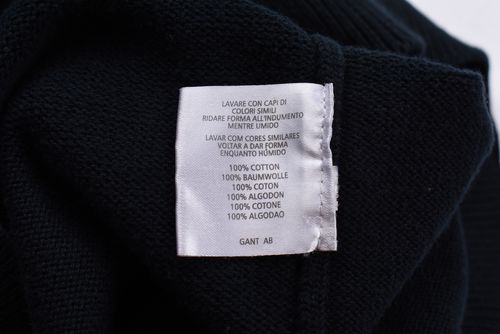 LAVARE CON CAPI DI
COLORI SIMILI
RIDARE FORMA ALL'INDUMENTO
MENTRE UMIDO
LAVAR COM CORES SIMILARES
VOLTAR A DAR FORMA
ENQUANTO HÚMIDO
100% COTTON
100% BAUMWOLLE
100% COTON
100% ALGODON
100% COTONE
100% ALGODAO
GANT AB